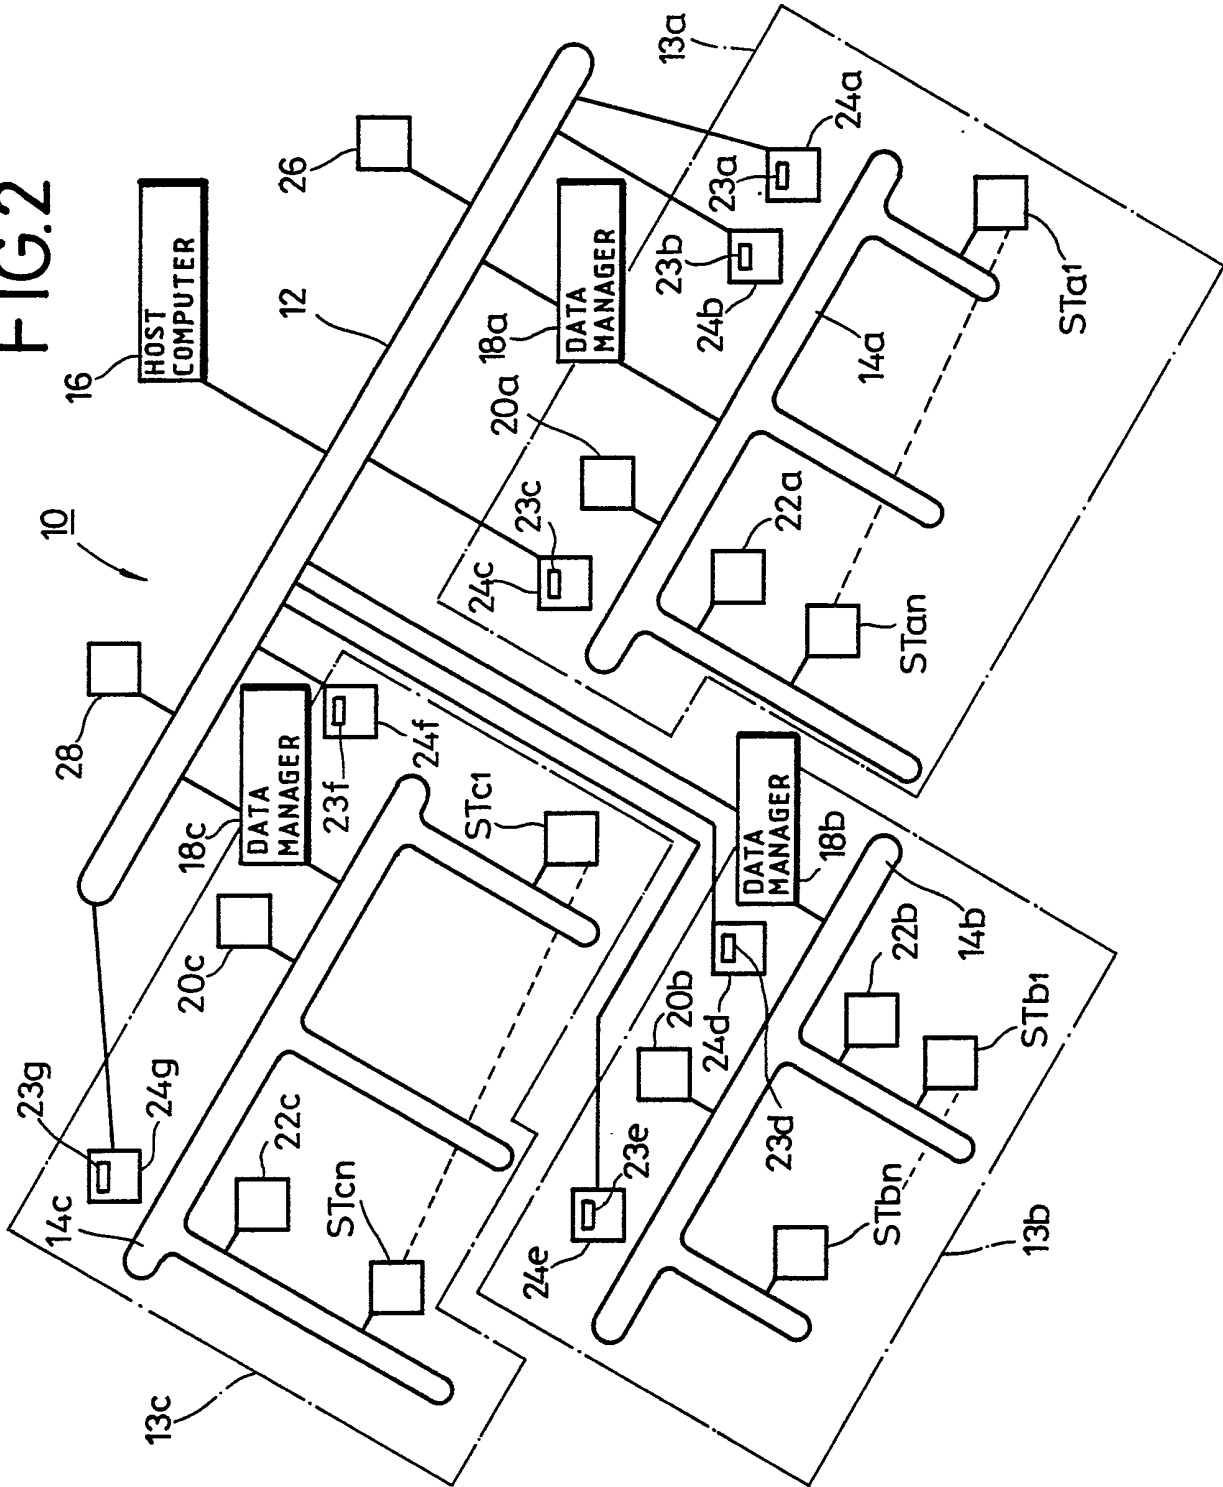 FIG.2
10
16
HOST
COMPUTER
12
26
28
13a
24a
23a
23b
24b
18a
DATA
MANAGER
20a
23c
24c
14a
22a
STa1
STan
18c
DATA
MANAGER
23f
24f
STc1
20c
23g
24g
14c
22c
STcn
13c
DATA
MANAGER
18b
14b
22b
20b
24d
23d
STb1
23e
24e
STbn
13b